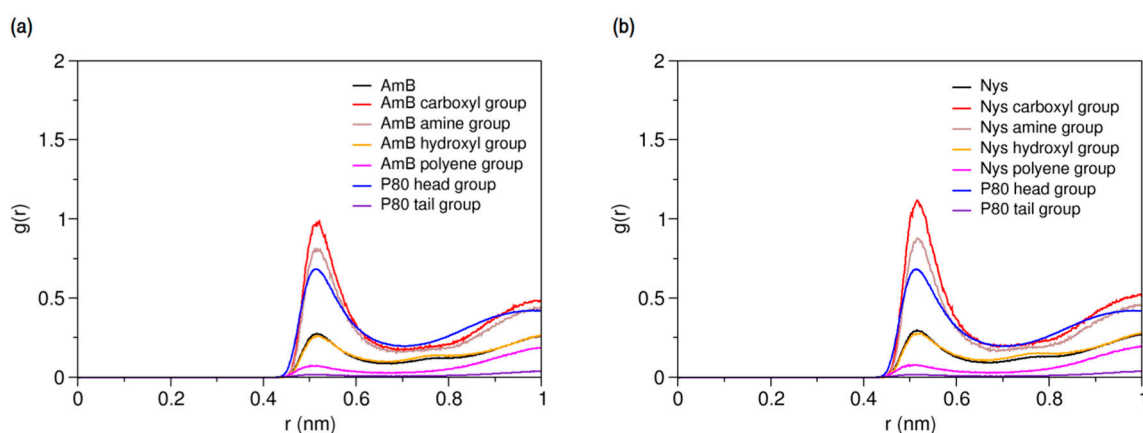 (a)
2
1.5
1
0.5
0
g(r)
0 0.2 0.4 0.6 0.8 1
r (nm)
AmB
AmB carboxyl group
AmB amine group
AmB hydroxyl group
AmB polyene group
P80 head group
P80 tail group
(b)
2
1.5
1
0.5
0
g(r)
0 0.2 0.4 0.6 0.8 1
r (nm)
Nys
Nys carboxyl group
Nys amine group
Nys hydroxyl group
Nys polyene group
P80 head group
P80 tail group